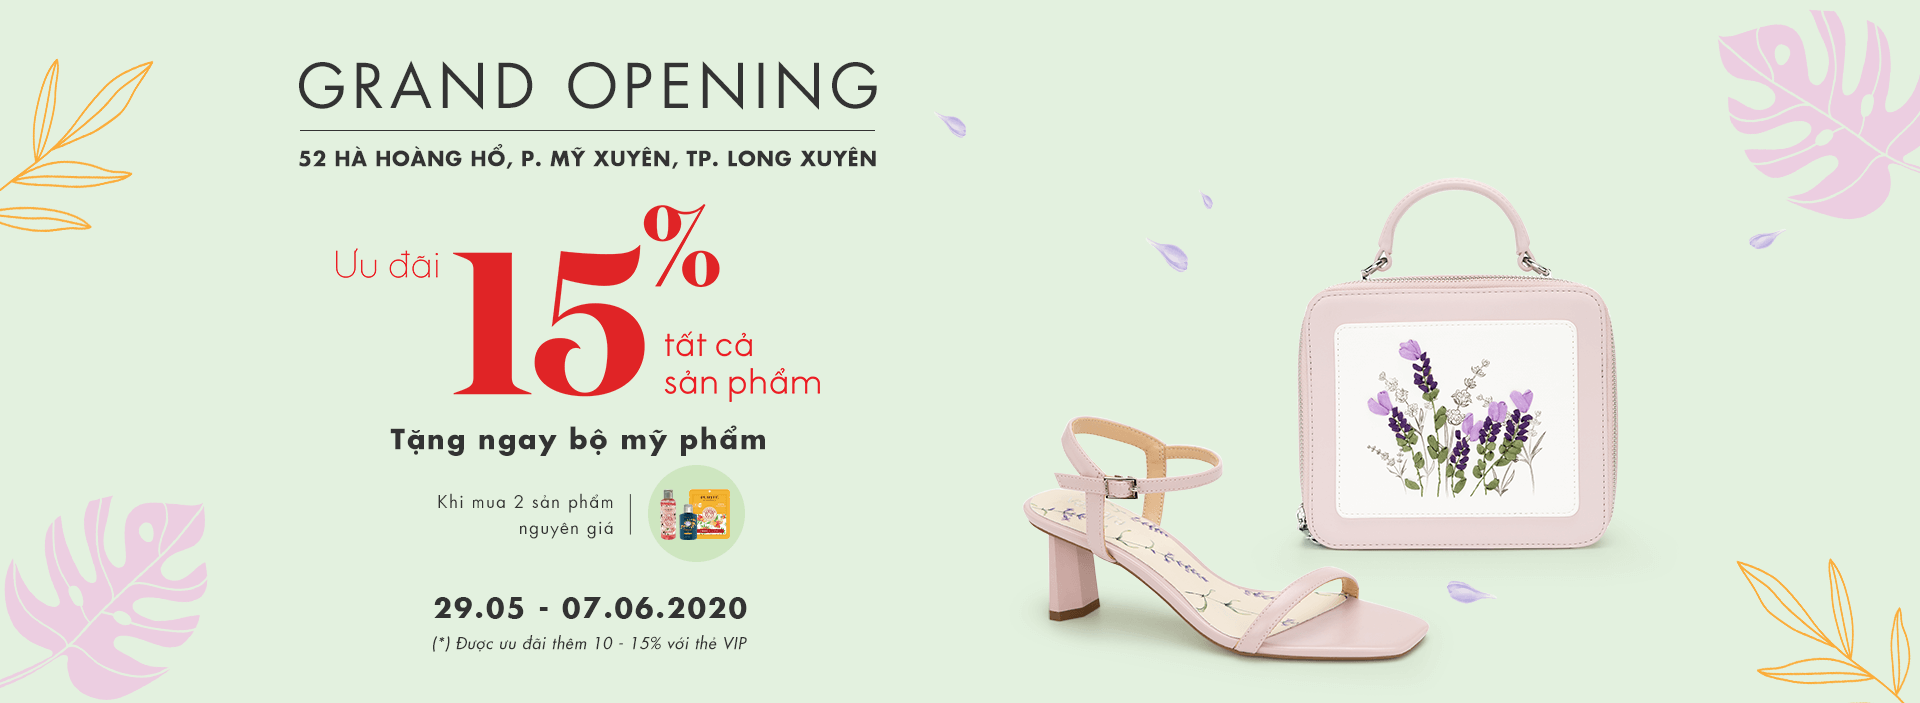 GRAND OPENING
52 HÀ HOÀNG HỔ, P. MỸ XUYÊN, TP. LONG XUYÊN
Ưu đãi 15%
tất cả
sản phẩm
Tặng ngay bộ mỹ phẩm
Khi mua 2 sản phẩm
nguyên giá
29.05 - 07.06.2020
(*) Được ưu đãi thêm 10 - 15% với thẻ VIP